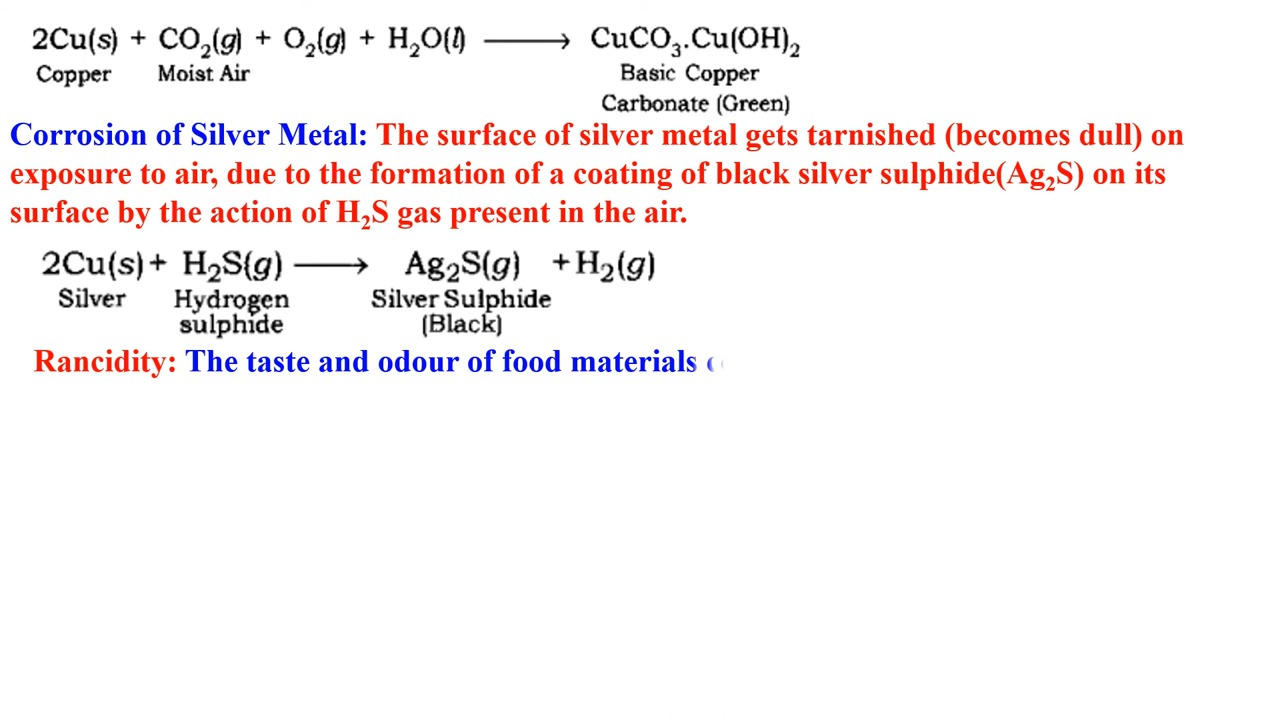 2Cu(s) + CO₂(g) + O₂(g) + H₂O(l) ⟶ CuCO₃.Cu(OH)₂
Copper Moist Air Basic Copper
Carbonate (Green)
Corrosion of Silver Metal: The surface of silver metal gets tarnished (becomes dull) on
exposure to air, due to the formation of a coating of black silver sulphide(Ag₂S) on its
surface by the action of H₂S gas present in the air.
2Cu(s) + H₂S(g) ⟶ Ag₂S(g) + H₂(g)
Silver Hydrogen Silver Sulphide
sulphide (Black)
Rancidity: The taste and odour of food materials